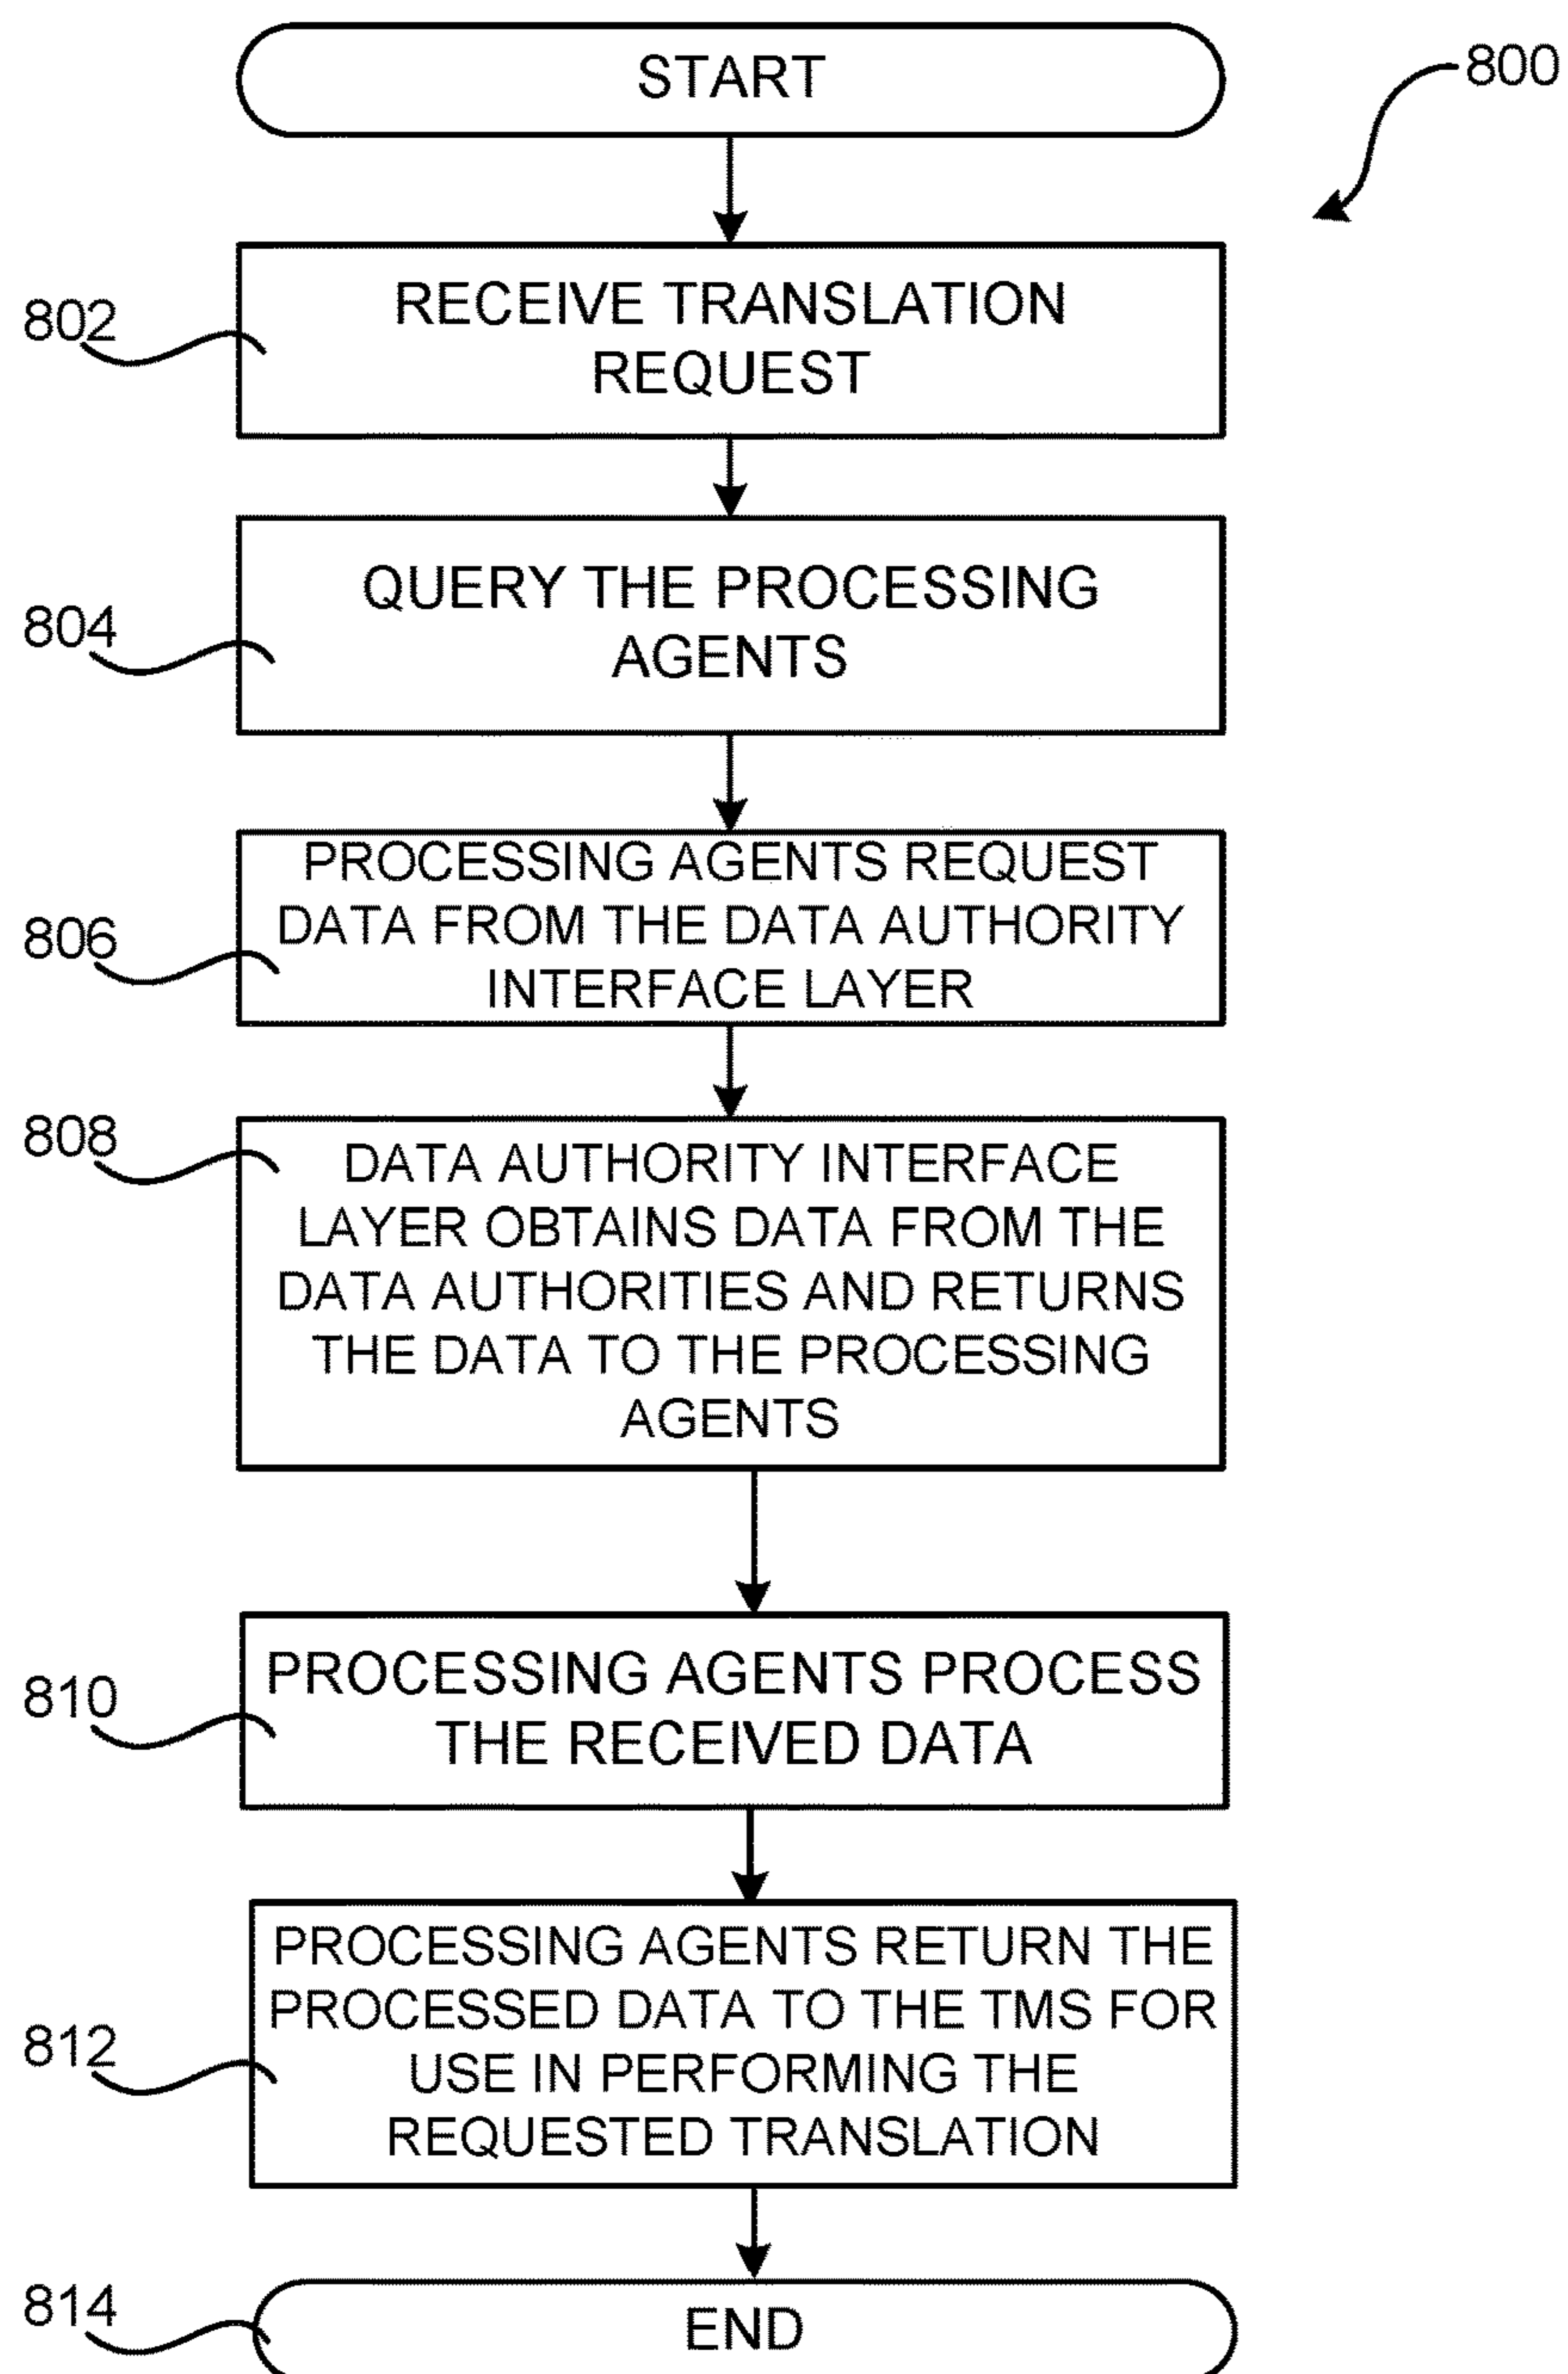 START
800
802
RECEIVE TRANSLATION
REQUEST
804
QUERY THE PROCESSING
AGENTS
806
PROCESSING AGENTS REQUEST
DATA FROM THE DATA AUTHORITY
INTERFACE LAYER
808
DATA AUTHORITY INTERFACE
LAYER OBTAINS DATA FROM THE
DATA AUTHORITIES AND RETURNS
THE DATA TO THE PROCESSING
AGENTS
810
PROCESSING AGENTS PROCESS
THE RECEIVED DATA
812
PROCESSING AGENTS RETURN THE
PROCESSED DATA TO THE TMS FOR
USE IN PERFORMING THE
REQUESTED TRANSLATION
814
END